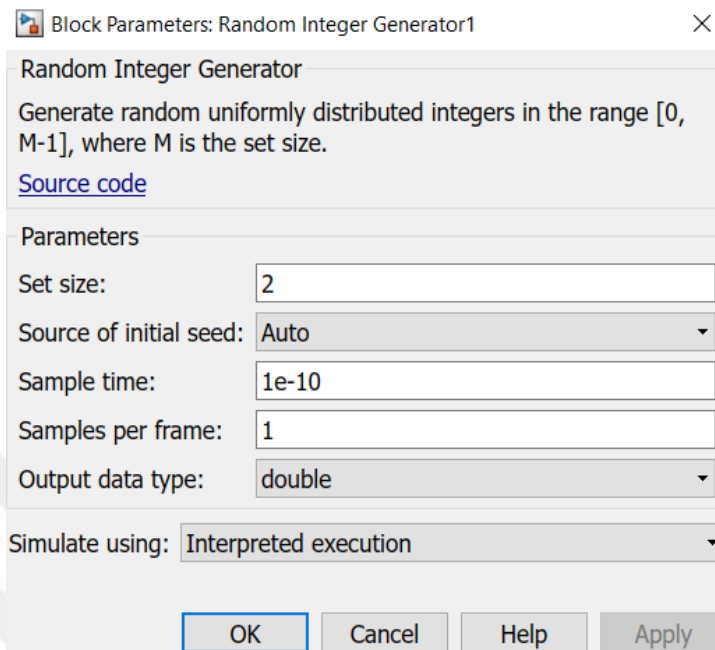 Block Parameters: Random Integer Generator1
Random Integer Generator
Generate random uniformly distributed integers in the range [0,
M-1], where M is the set size.
Source code
Parameters
Set size: 2
Source of initial seed: Auto
Sample time: 1e-10
Samples per frame: 1
Output data type: double
Simulate using: Interpreted execution
OK Cancel Help Apply